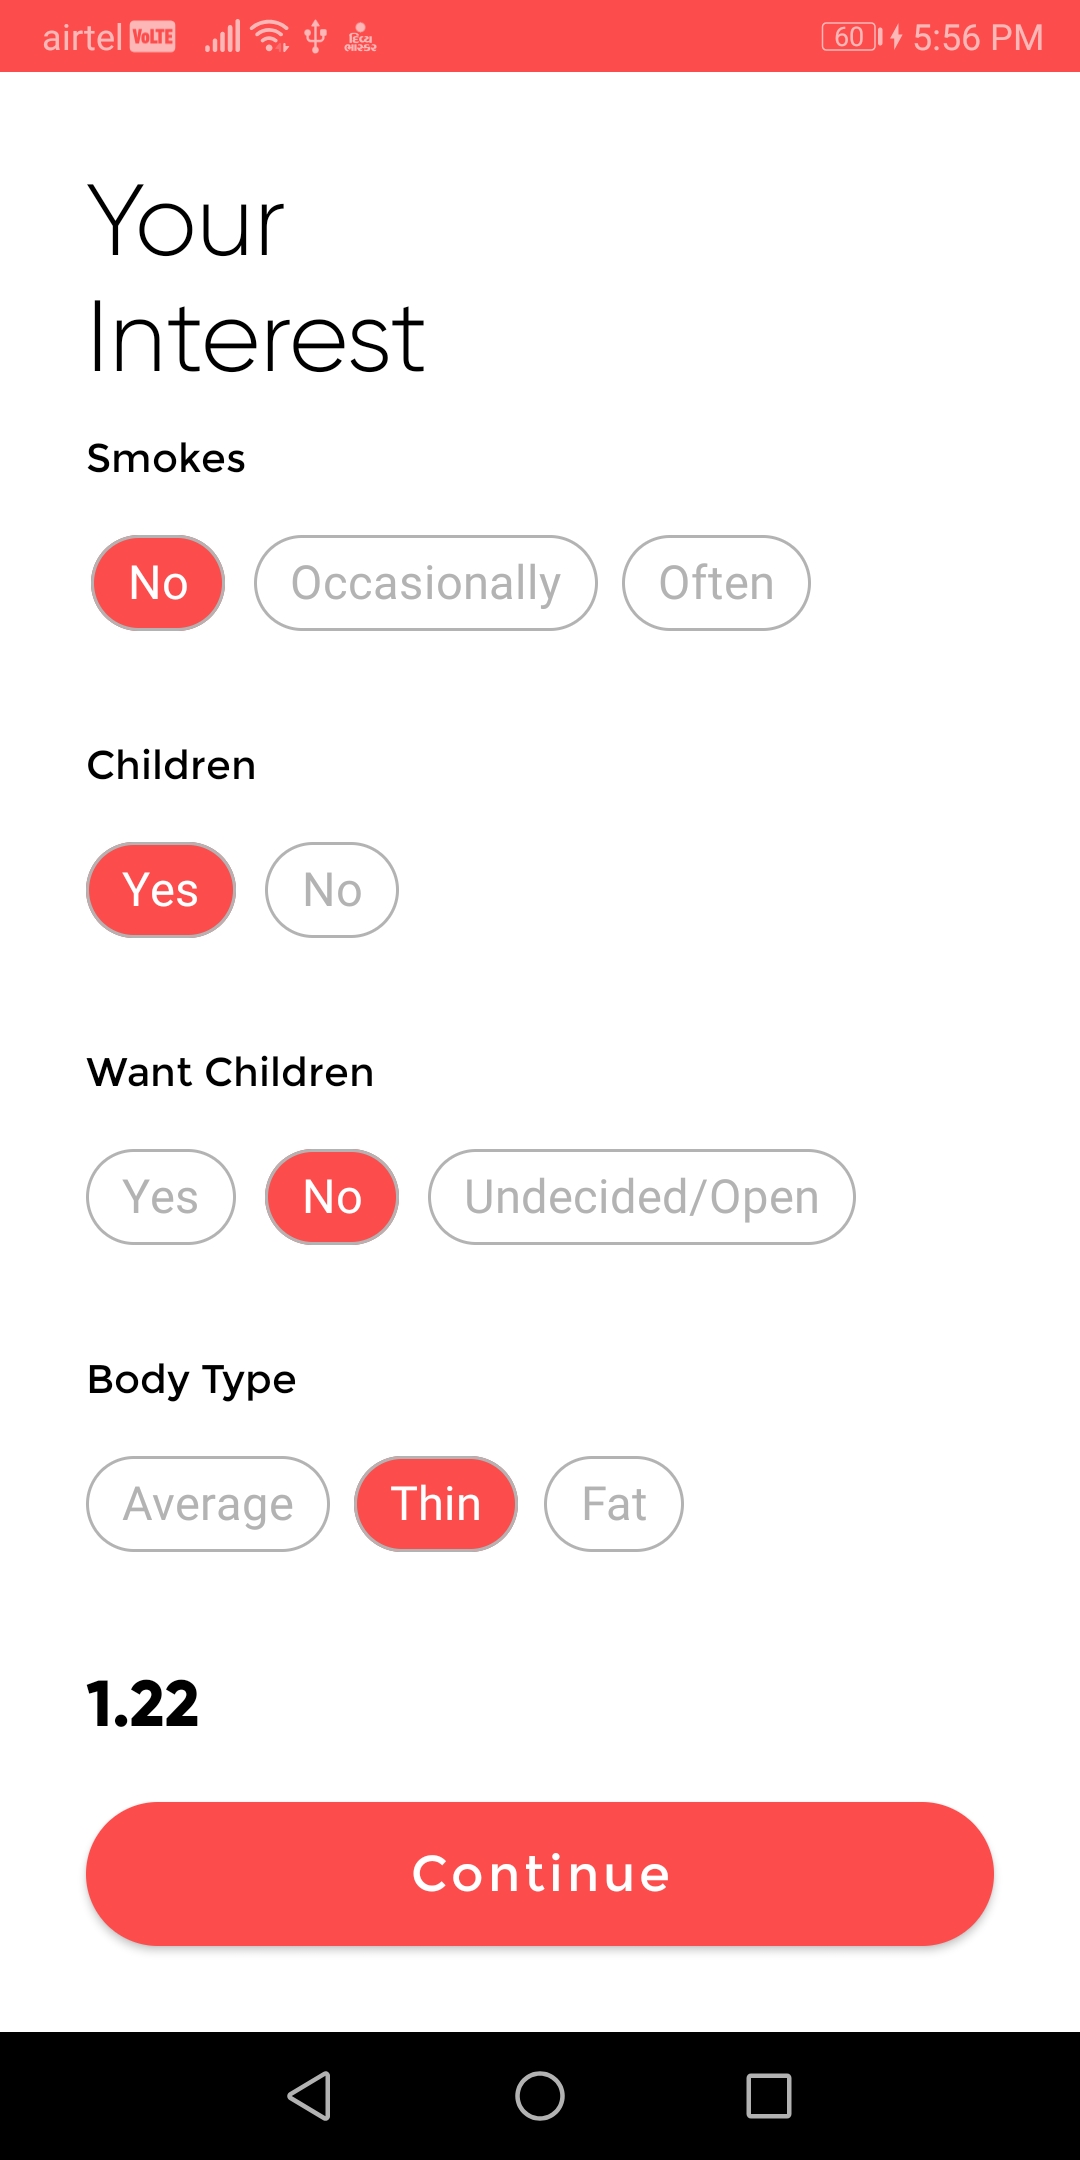 airtel VoLTE દિવ્ય ભાસ્કર 60 5:56 PM
Your
Interest
Smokes
No Occasionally Often
Children
Yes No
Want Children
Yes No Undecided/Open
Body Type
Average Thin Fat
1.22
Continue